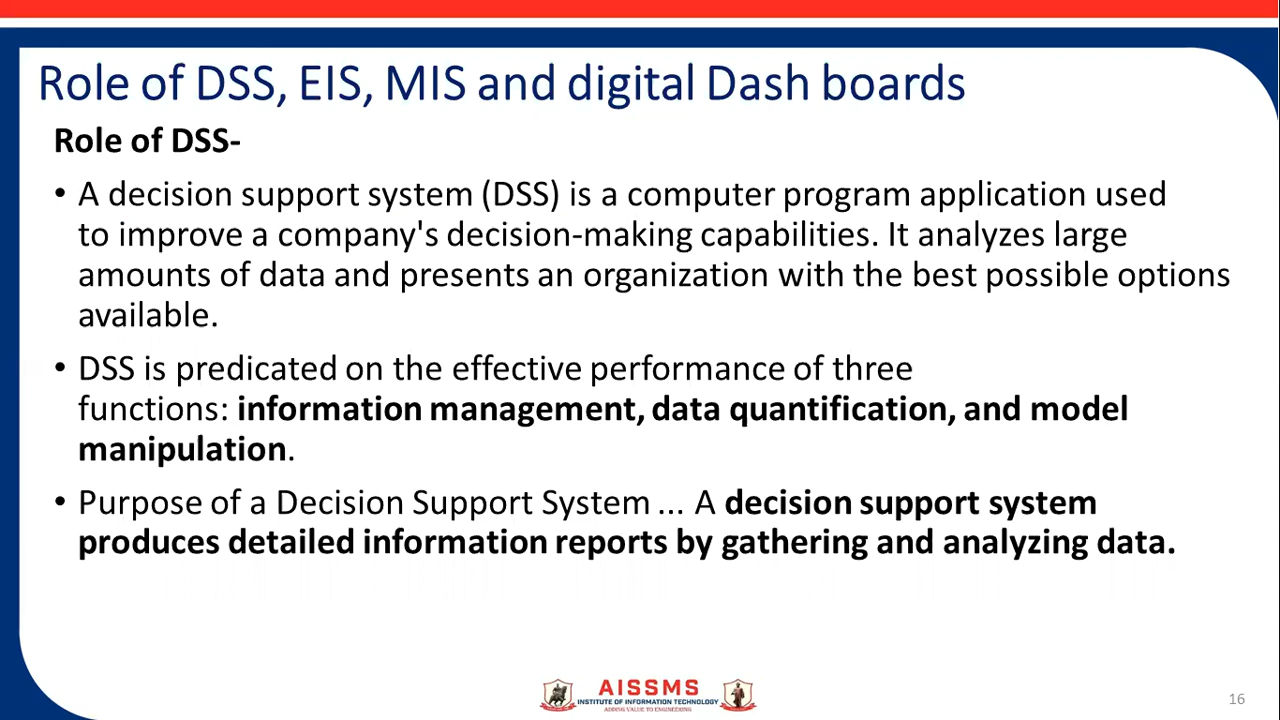 Role of DSS, EIS, MIS and digital Dash boards
Role of DSS-
• A decision support system (DSS) is a computer program application used
to improve a company's decision-making capabilities. It analyzes large
amounts of data and presents an organization with the best possible options
available.
• DSS is predicated on the effective performance of three
functions: information management, data quantification, and model
manipulation.
• Purpose of a Decision Support System ... A decision support system
produces detailed information reports by gathering and analyzing data.
AISSMS
INSTITUTE OF INFORMATION TECHNOLOGY
ADDING VALUE TO ENGINEERING
16